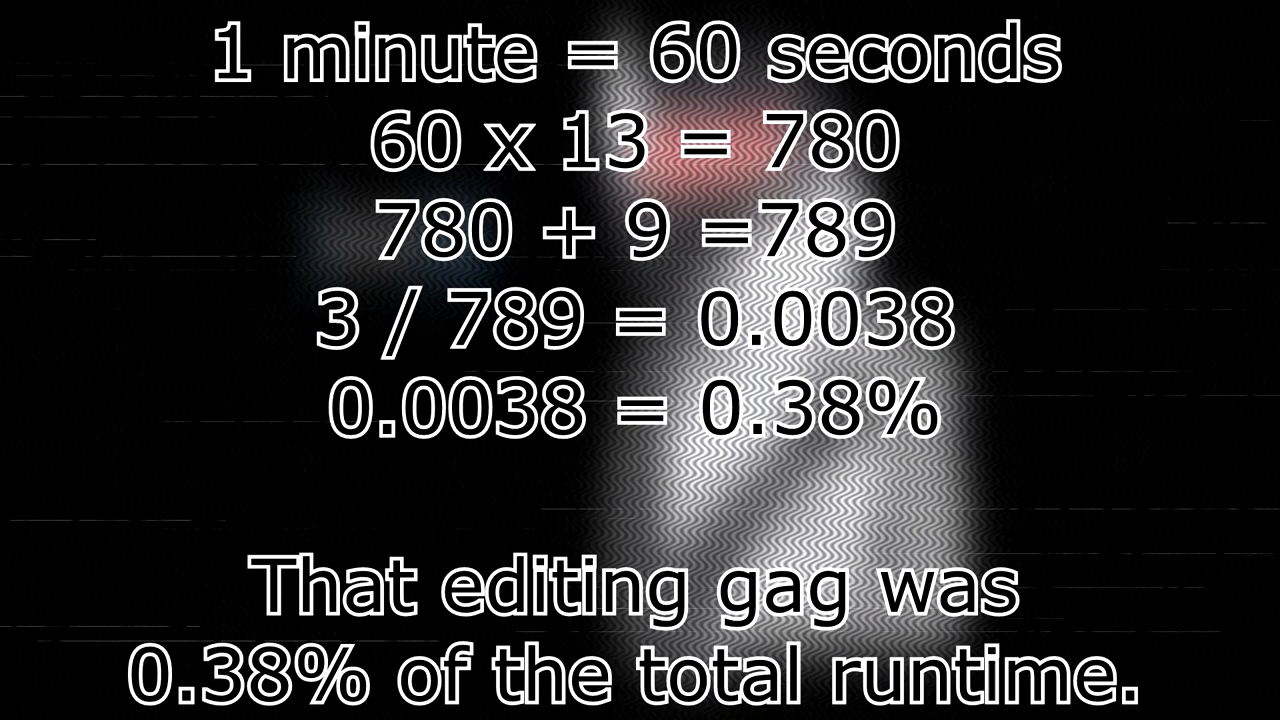 1 minute = 60 seconds
60 x 13 = 780
780 + 9 =789
3 / 789 = 0.0038
0.0038 = 0.38%
That editing gag was
0.38% of the total runtime.